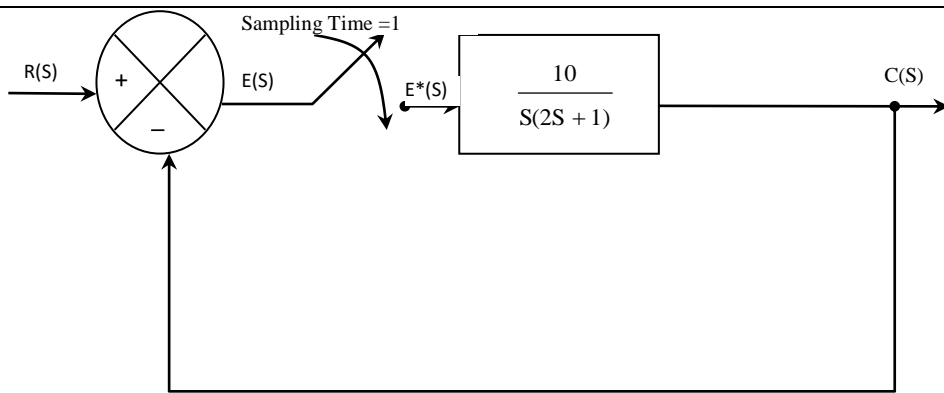 Sampling Time =1
R(S)
+
−
E(S)
E*(S)
10
S(2S + 1)
C(S)